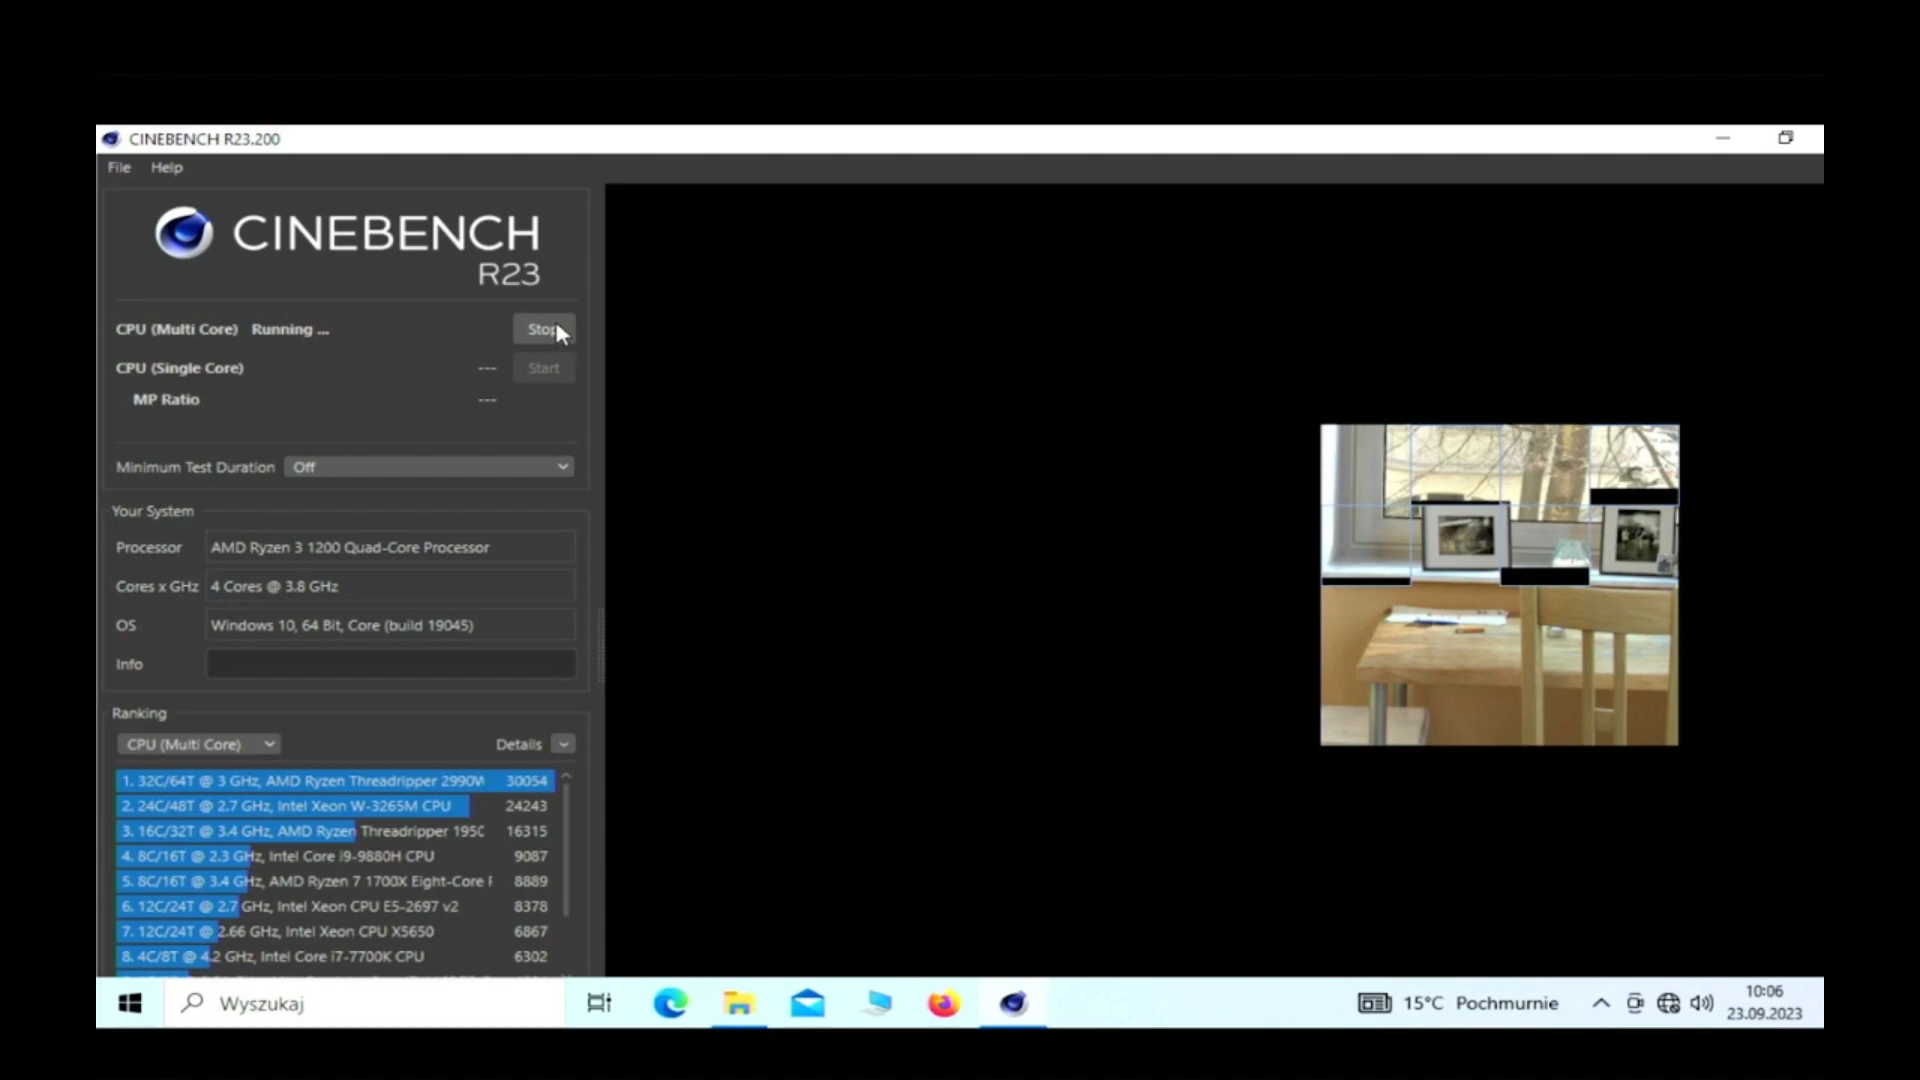 CINEBENCH R23.200
File Help
CINEBENCH
R23
CPU (Multi Core) Running ... Stop
CPU (Single Core) --- Start
MP Ratio ---
Minimum Test Duration Off
Your System
Processor AMD Ryzen 3 1200 Quad-Core Processor
Cores x GHz 4 Cores @ 3.8 GHz
OS Windows 10, 64 Bit, Core (build 19045)
Info
Ranking
CPU (Multi Core) Details
1. 32C/64T @ 3 GHz, AMD Ryzen Threadripper 2990W 30054
2. 24C/48T @ 2.7 GHz, Intel Xeon W-3265M CPU 24243
3. 16C/32T @ 3.4 GHz, AMD Ryzen Threadripper 195C 16315
4. 8C/16T @ 2.3 GHz, Intel Core i9-9880H CPU 9087
5. 8C/16T @ 3.4 GHz, AMD Ryzen 7 1700X Eight-Core P 8889
6. 12C/24T @ 2.7 GHz, Intel Xeon CPU E5-2697 v2 8378
7. 12C/24T @ 2.66 GHz, Intel Xeon CPU X5650 6867
8. 4C/8T @ 4.2 GHz, Intel Core i7-7700K CPU 6302
Wyszukaj
15°C Pochmurnie
10:06
23.09.2023